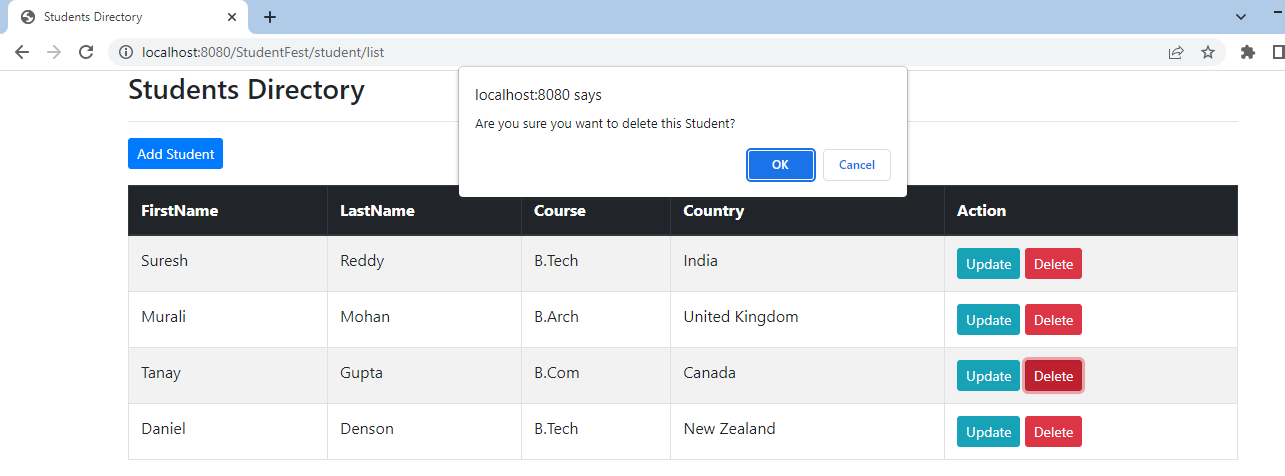 Students Directory
localhost:8080/StudentFest/student/list
Students Directory
localhost:8080 says
Are you sure you want to delete this Student?
OK Cancel
Add Student
FirstName LastName Course Country Action
Suresh Reddy B.Tech India Update Delete
Murali Mohan B.Arch United Kingdom Update Delete
Tanay Gupta B.Com Canada Update Delete
Daniel Denson B.Tech New Zealand Update Delete